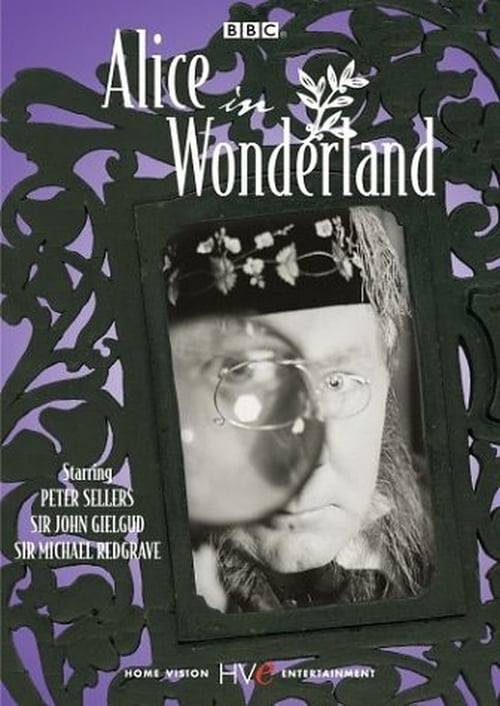 BBC
Alice in
Wonderland
Starring
PETER SELLERS
SIR JOHN GIELGUD
SIR MICHAEL REDGRAVE
HOME VISION HVe ENTERTAINMENT